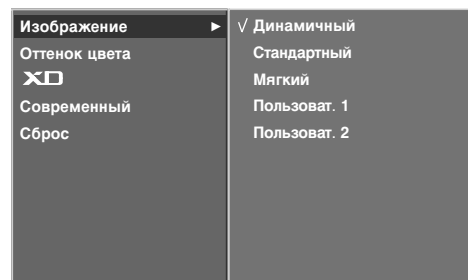 Изображение ►
Оттенок цвета
XD
Современный
Сброс
√ Динамичный
Стандартный
Мягкий
Пользоват. 1
Пользоват. 2